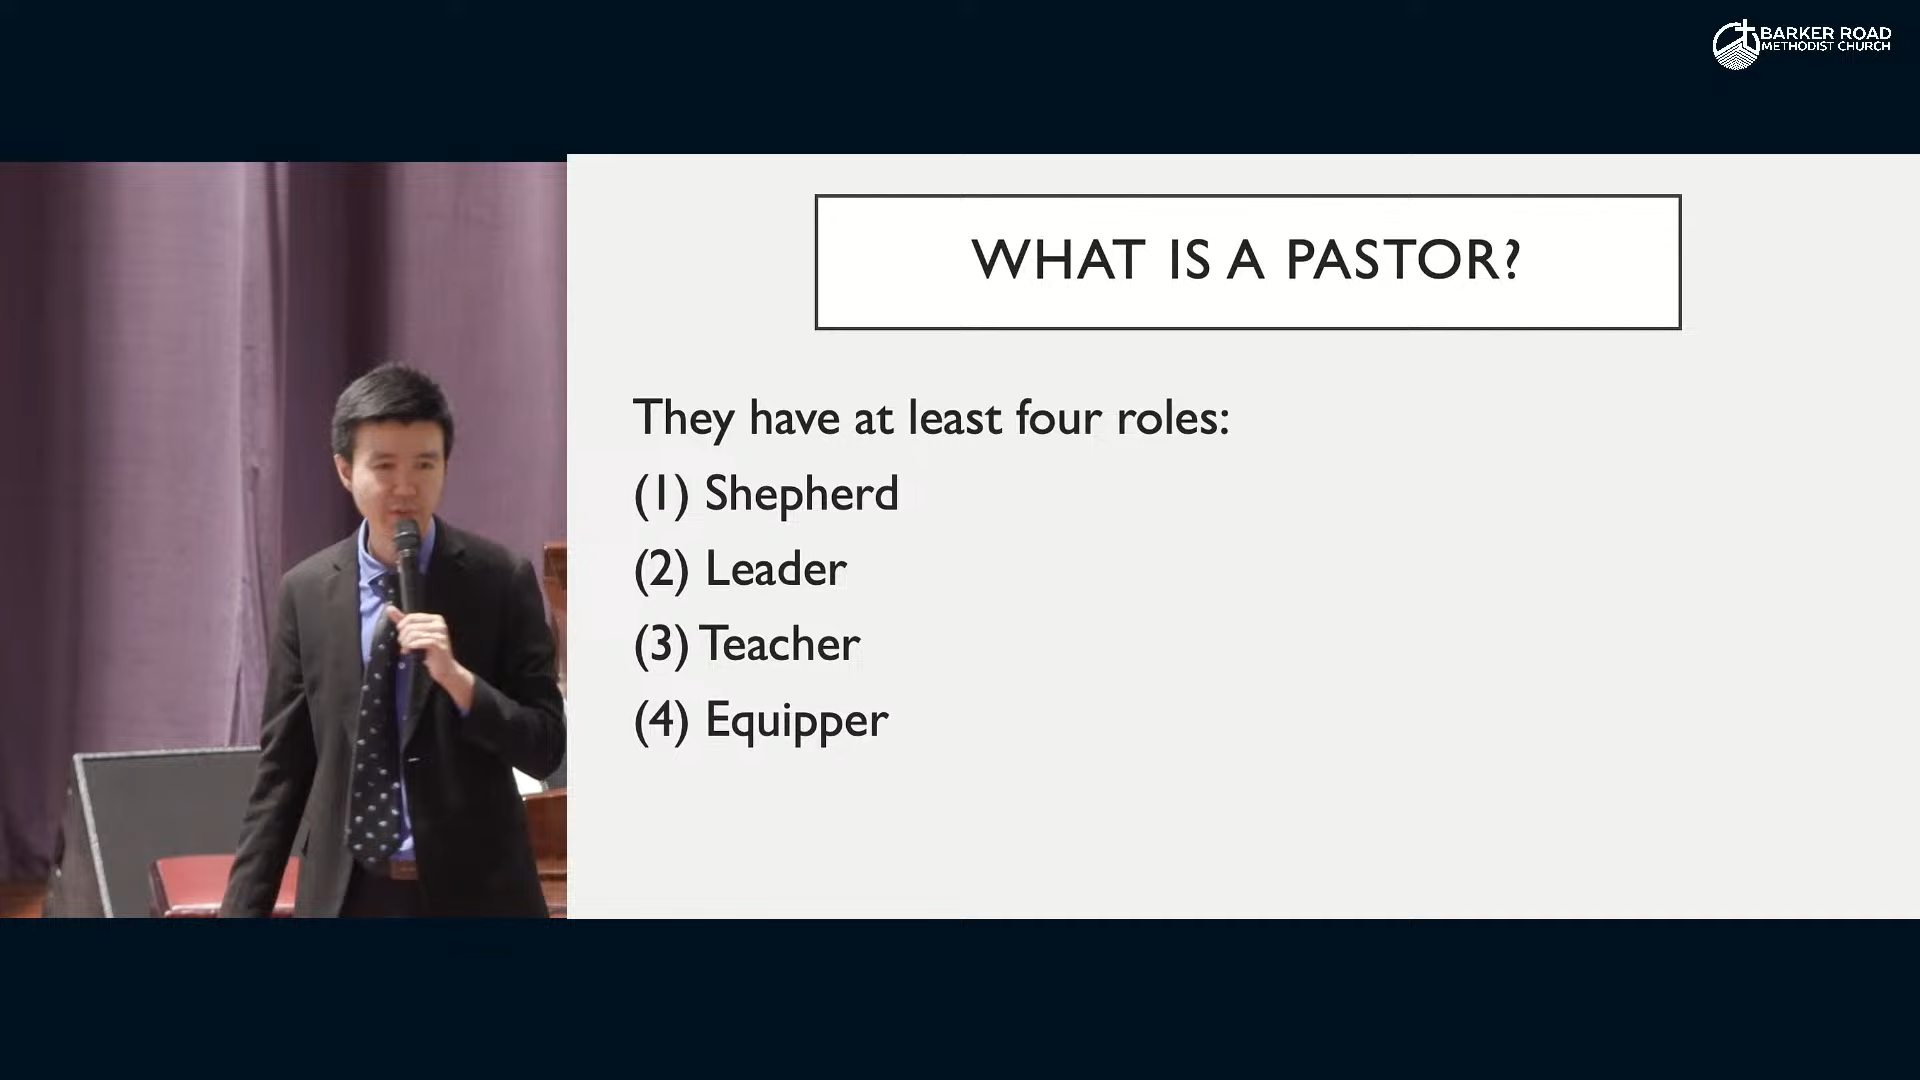 BARKER ROAD
METHODIST CHURCH
WHAT IS A PASTOR?
They have at least four roles:
(1) Shepherd
(2) Leader
(3) Teacher
(4) Equipper